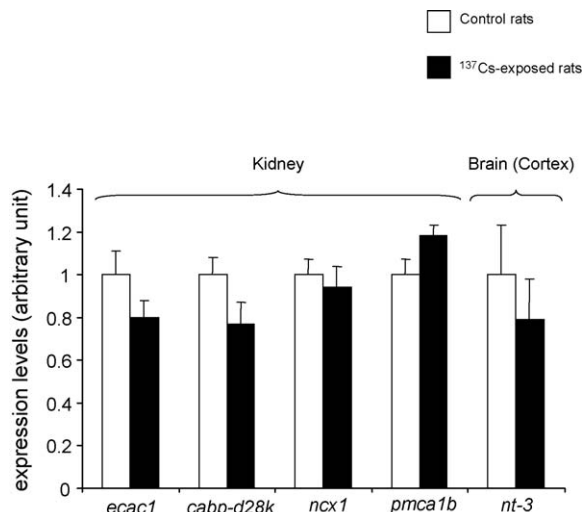 Control rats
¹³⁷Cs-exposed rats
Kidney
Brain (Cortex)
expression levels (arbitrary unit)
1.4
1.2
1
0.8
0.6
0.4
0.2
0
ecac1
cabp-d28k
ncx1
pmca1b
nt-3